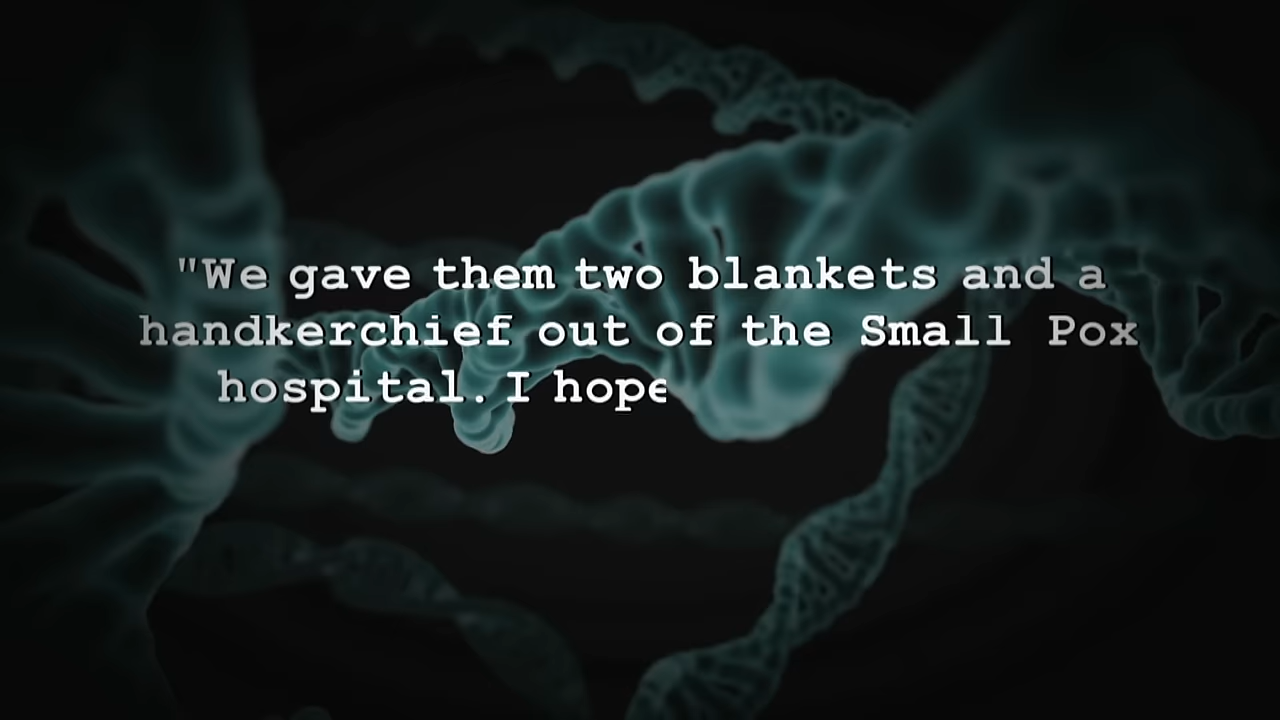 "We gave them two blankets and a
handkerchief out of the Small Pox
hospital. I hope